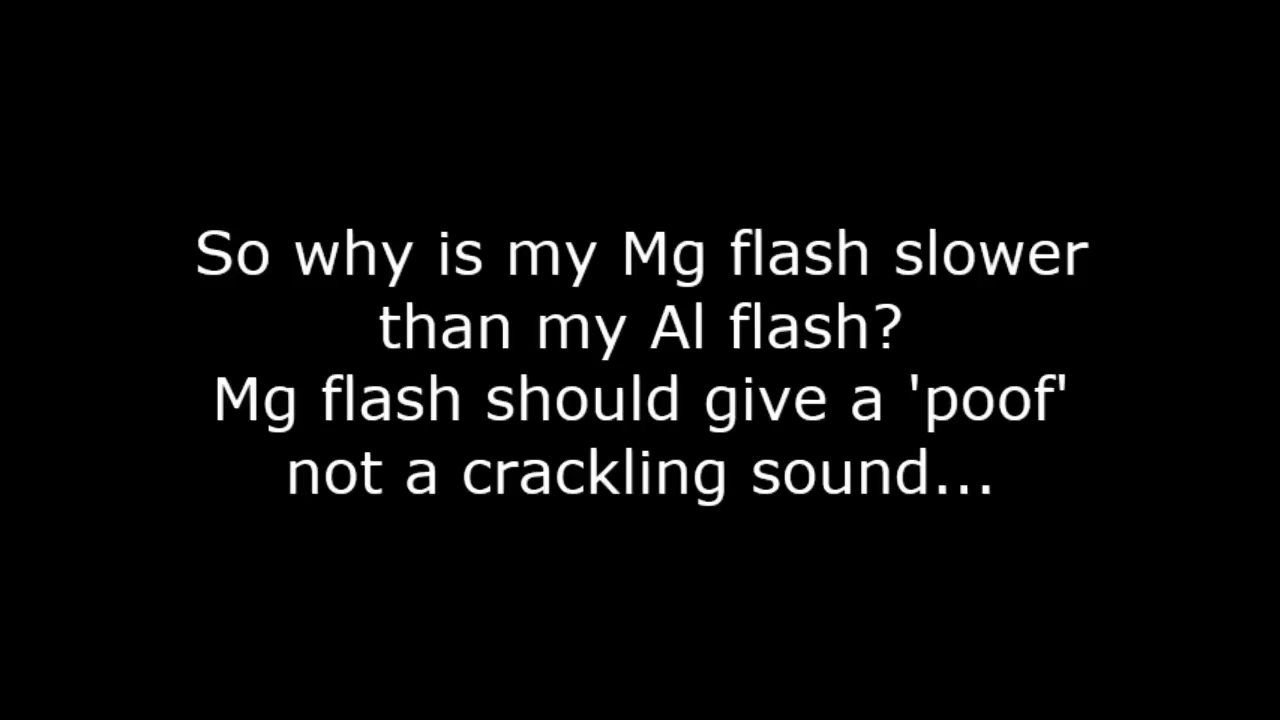 So why is my Mg flash slower
than my Al flash?
Mg flash should give a 'poof'
not a crackling sound...